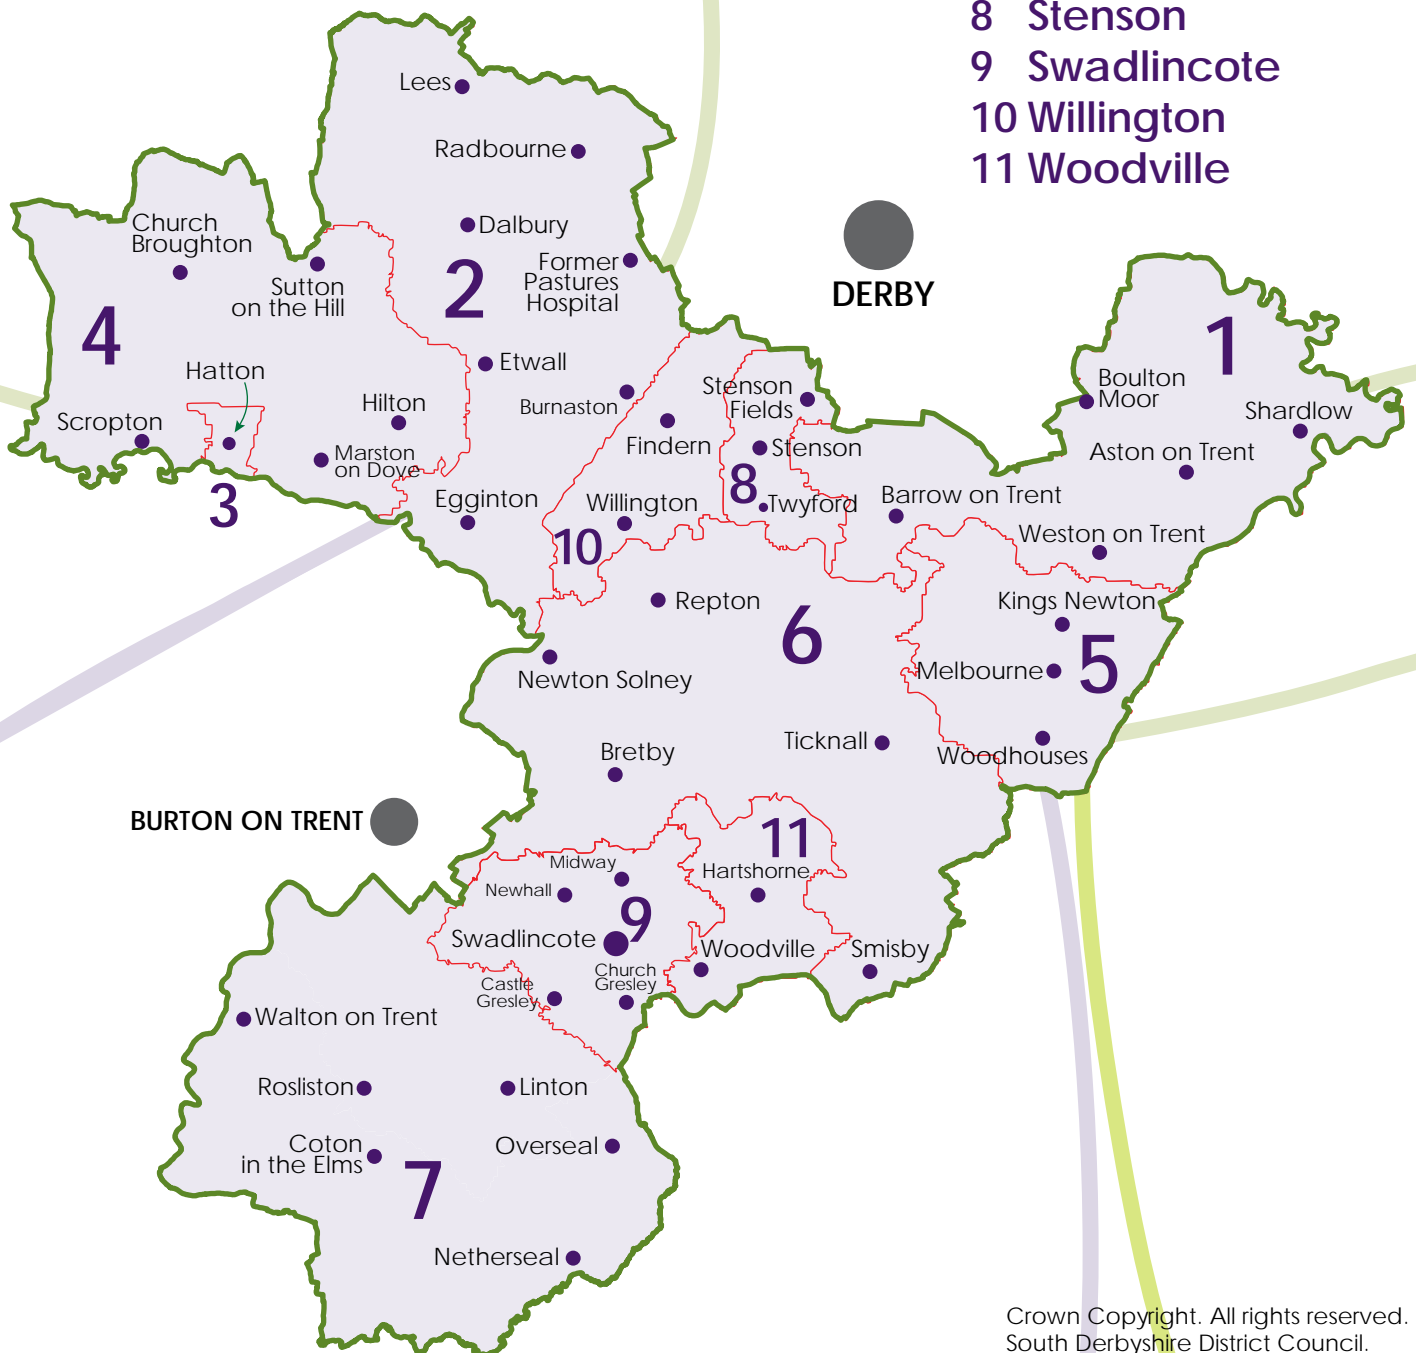 8 Stenson
9 Swadlincote
10 Willington
11 Woodville
Lees
Radbourne
Dalbury
Church
Broughton
Former
Pastures
Hospital
2
Sutton
on the Hill
DERBY
4
1
Etwall
Hatton
Boulton
Moor
Stenson
Fields
Burnaston
Hilton
Shardlow
Scropton
Findern
Stenson
Marston
on Dove
Aston on Trent
8
3
Egginton
Willington
Twyford
Barrow on Trent
Weston on Trent
10
Repton
6
Kings Newton
5
Melbourne
Newton Solney
Ticknall
Bretby
Woodhouses
BURTON ON TRENT
11
Midway
Hartshorne
Newhall
9
Swadlincote
Woodville
Smisby
Church
Gresley
Castle
Gresley
Walton on Trent
Rosliston
Linton
Coton
in the Elms
Overseal
7
Netherseal
Crown Copyright. All rights reserved.
South Derbyshire District Council.